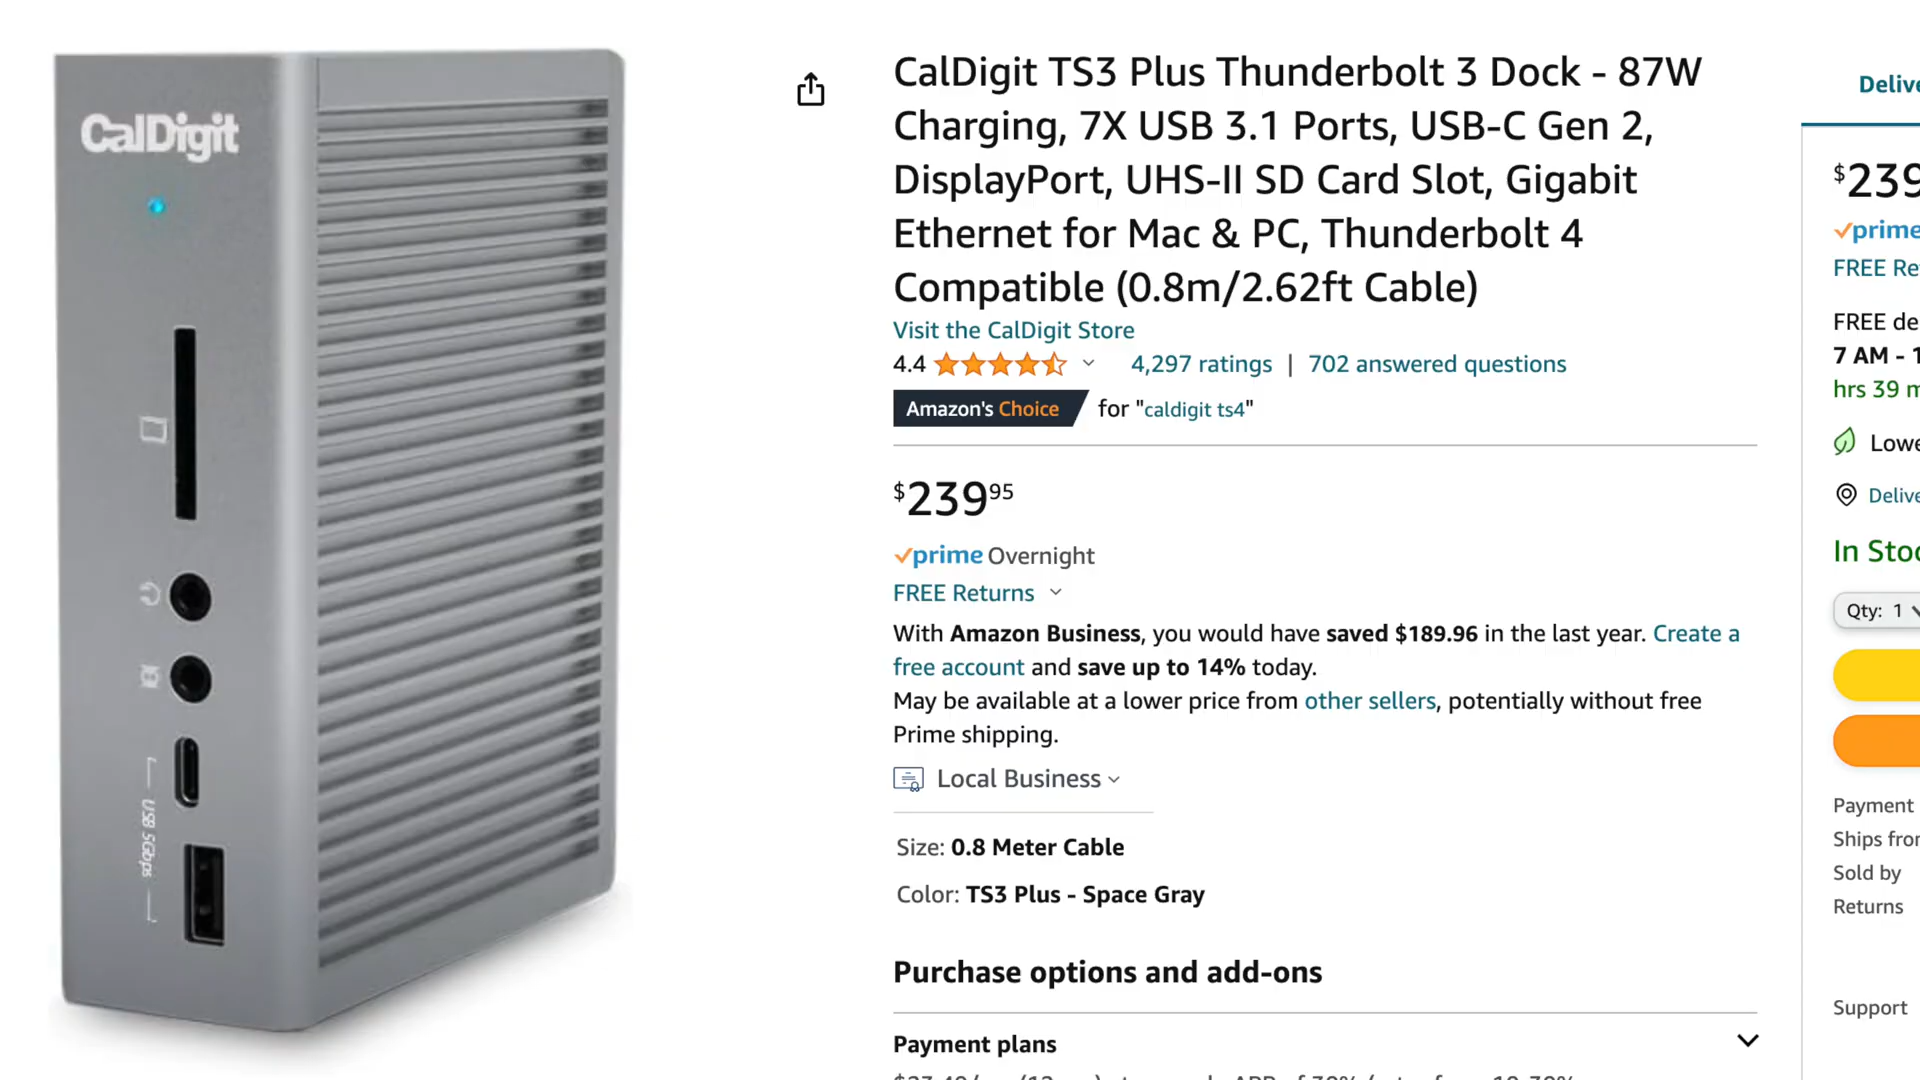 CalDigit
USB 5Gbps
CalDigit TS3 Plus Thunderbolt 3 Dock - 87W
Charging, 7X USB 3.1 Ports, USB-C Gen 2,
DisplayPort, UHS-II SD Card Slot, Gigabit
Ethernet for Mac & PC, Thunderbolt 4
Compatible (0.8m/2.62ft Cable)
Visit the CalDigit Store
4.4 4,297 ratings | 702 answered questions
Amazon's Choice for "caldigit ts4"
$239 95
prime Overnight
FREE Returns
With Amazon Business, you would have saved $189.96 in the last year. Create a
free account and save up to 14% today.
May be available at a lower price from other sellers, potentially without free
Prime shipping.
Local Business
Size: 0.8 Meter Cable
Color: TS3 Plus - Space Gray
Purchase options and add-ons
Payment plans
Delive
$239
prime
FREE Re
FREE de
7 AM - 1
hrs 39 m
Lowe
Delive
In Stoc
Qty: 1
Payment
Ships fror
Sold by
Returns
Support